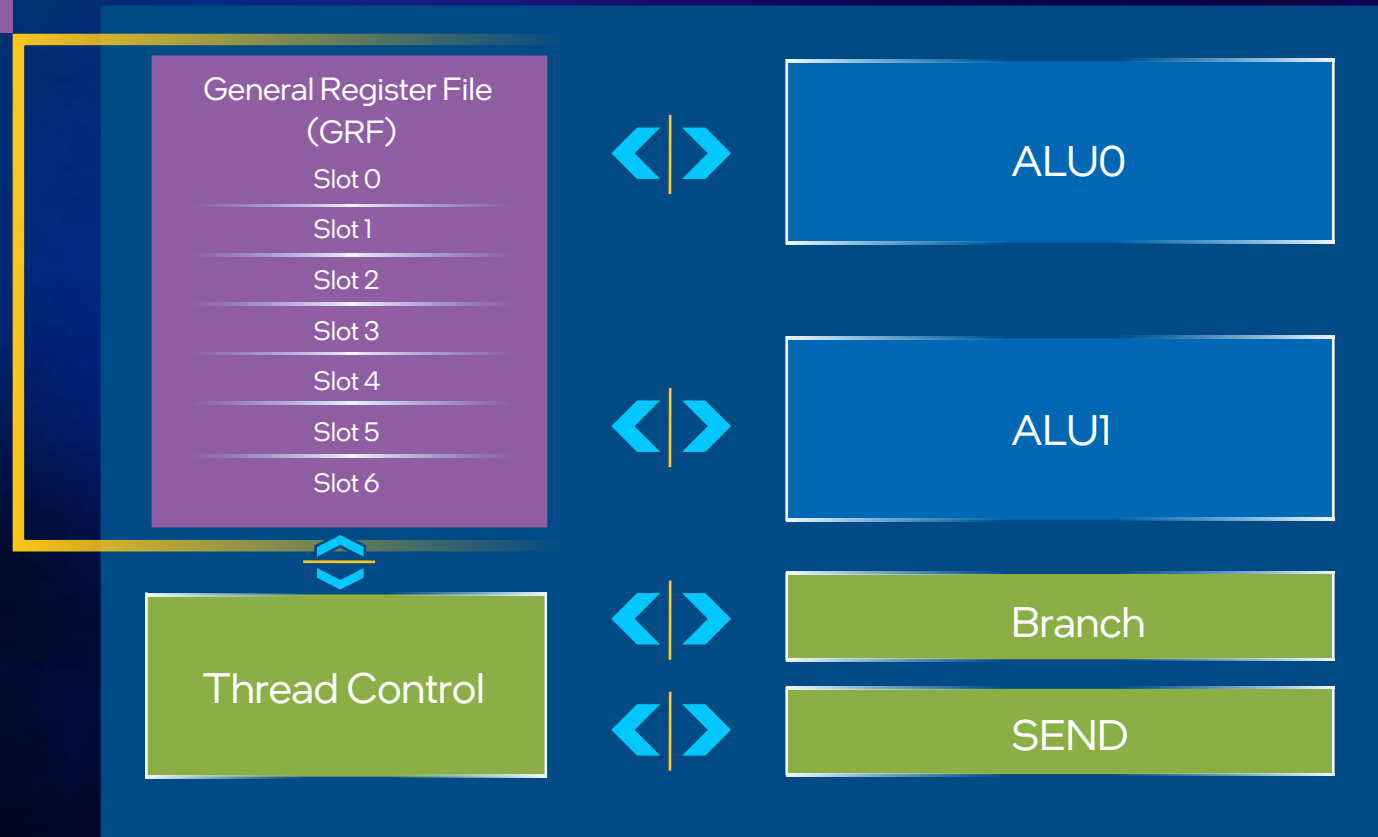 General Register File
(GRF)
Slot 0
Slot 1
Slot 2
Slot 3
Slot 4
Slot 5
Slot 6
ALU0
ALU1
Thread Control
Branch
SEND